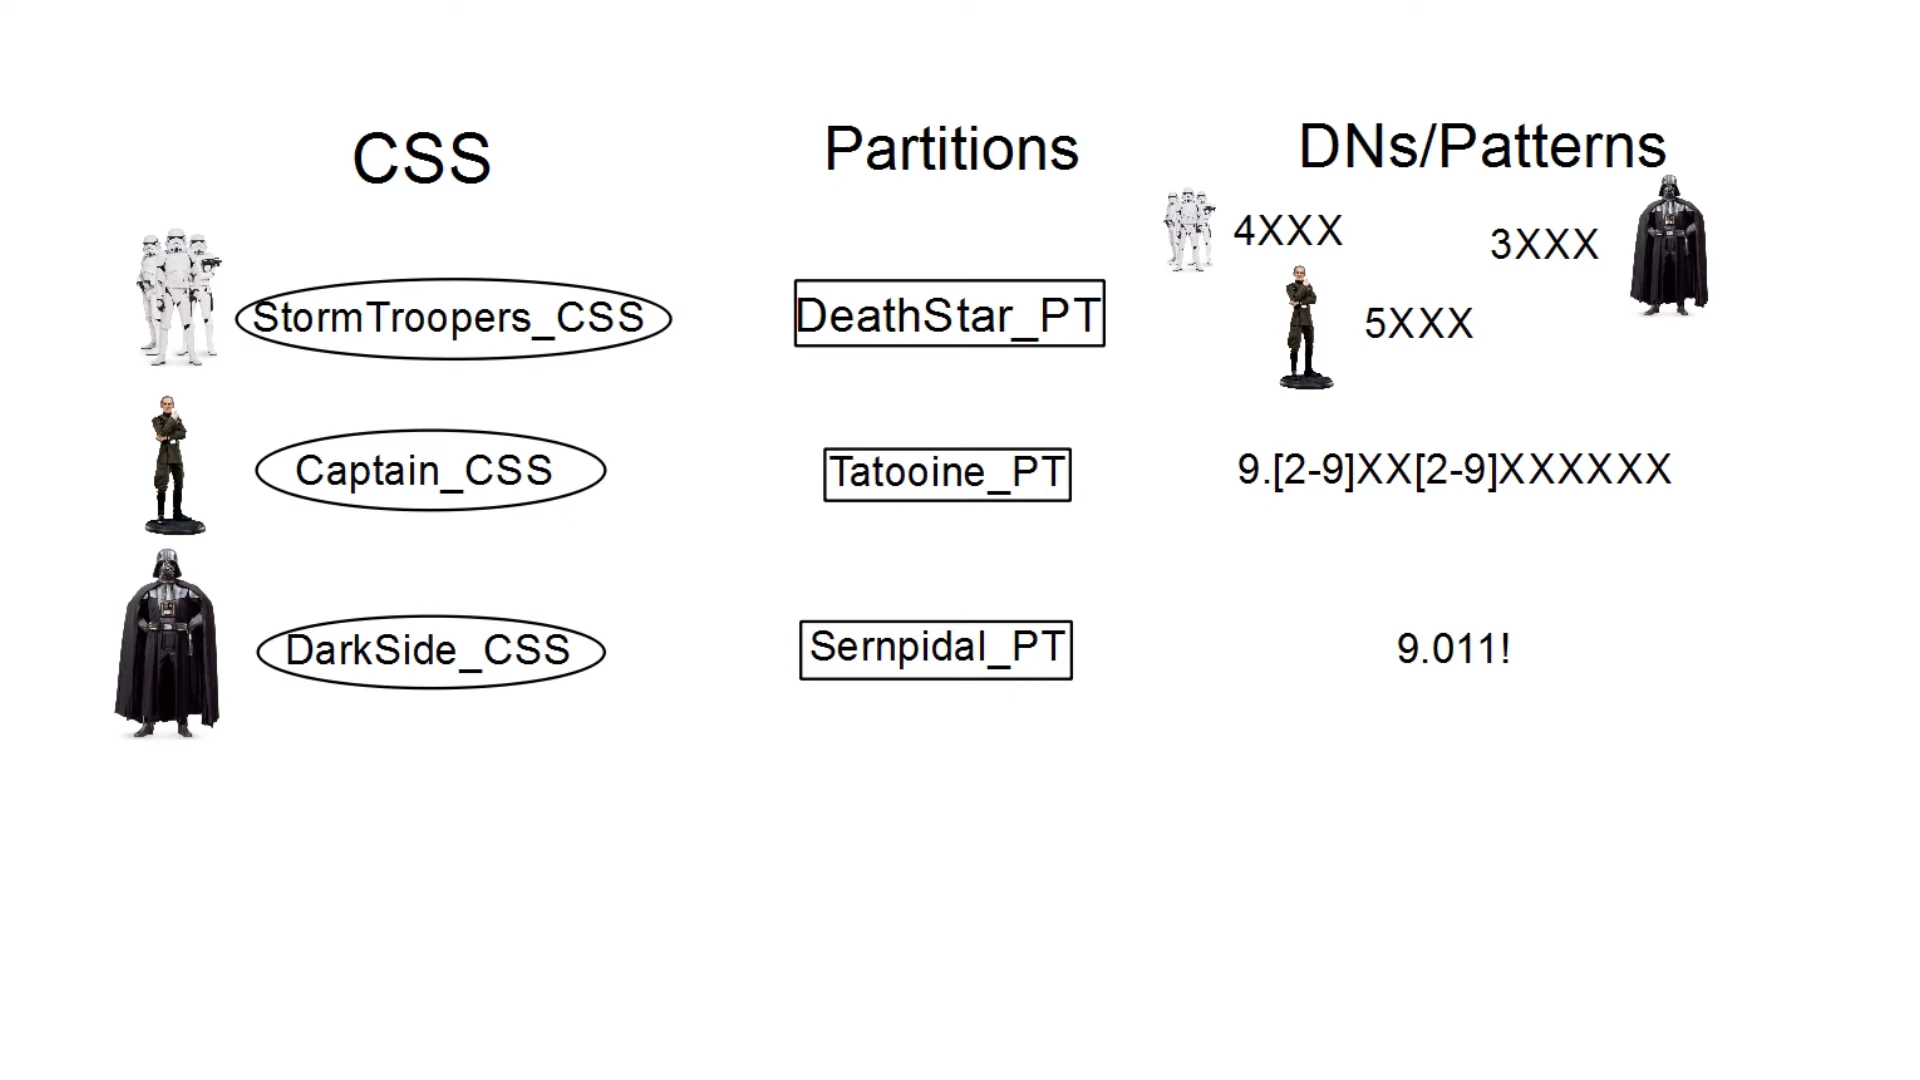 CSS
Partitions
DNs/Patterns
4XXX
3XXX
StormTroopers_CSS
DeathStar_PT
5XXX
Captain_CSS
Tatooine_PT
9.[2-9]XX[2-9]XXXXXX
DarkSide_CSS
Sernpidal_PT
9.011!